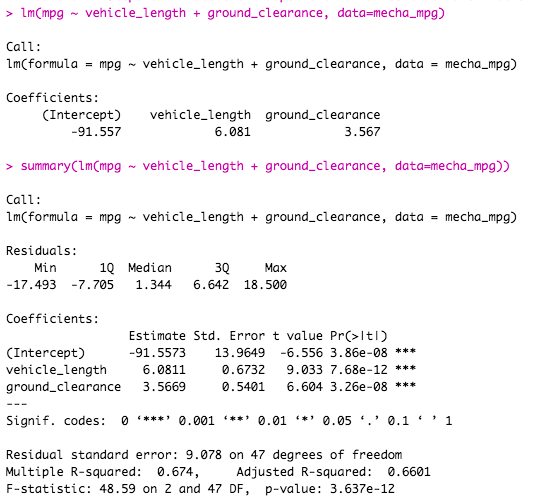 > lm(mpg ~ vehicle_length + ground_clearance, data=mecha_mpg)
Call:
lm(formula = mpg ~ vehicle_length + ground_clearance, data = mecha_mpg)
Coefficients:
(Intercept) vehicle_length ground_clearance
-91.557 6.081 3.567
> summary(lm(mpg ~ vehicle_length + ground_clearance, data=mecha_mpg))
Call:
lm(formula = mpg ~ vehicle_length + ground_clearance, data = mecha_mpg)
Residuals:
Min 1Q Median 3Q Max
-17.493 -7.705 1.344 6.642 18.500
Coefficients:
Estimate Std. Error t value Pr(>|t|)
(Intercept) -91.5573 13.9649 -6.556 3.86e-08 ***
vehicle_length 6.0811 0.6732 9.033 7.68e-12 ***
ground_clearance 3.5669 0.5401 6.604 3.26e-08 ***
---
Signif. codes: 0 ‘***’ 0.001 ‘**’ 0.01 ‘*’ 0.05 ‘.’ 0.1 ‘ ’ 1
Residual standard error: 9.078 on 47 degrees of freedom
Multiple R-squared: 0.674, Adjusted R-squared: 0.6601
F-statistic: 48.59 on 2 and 47 DF, p-value: 3.637e-12